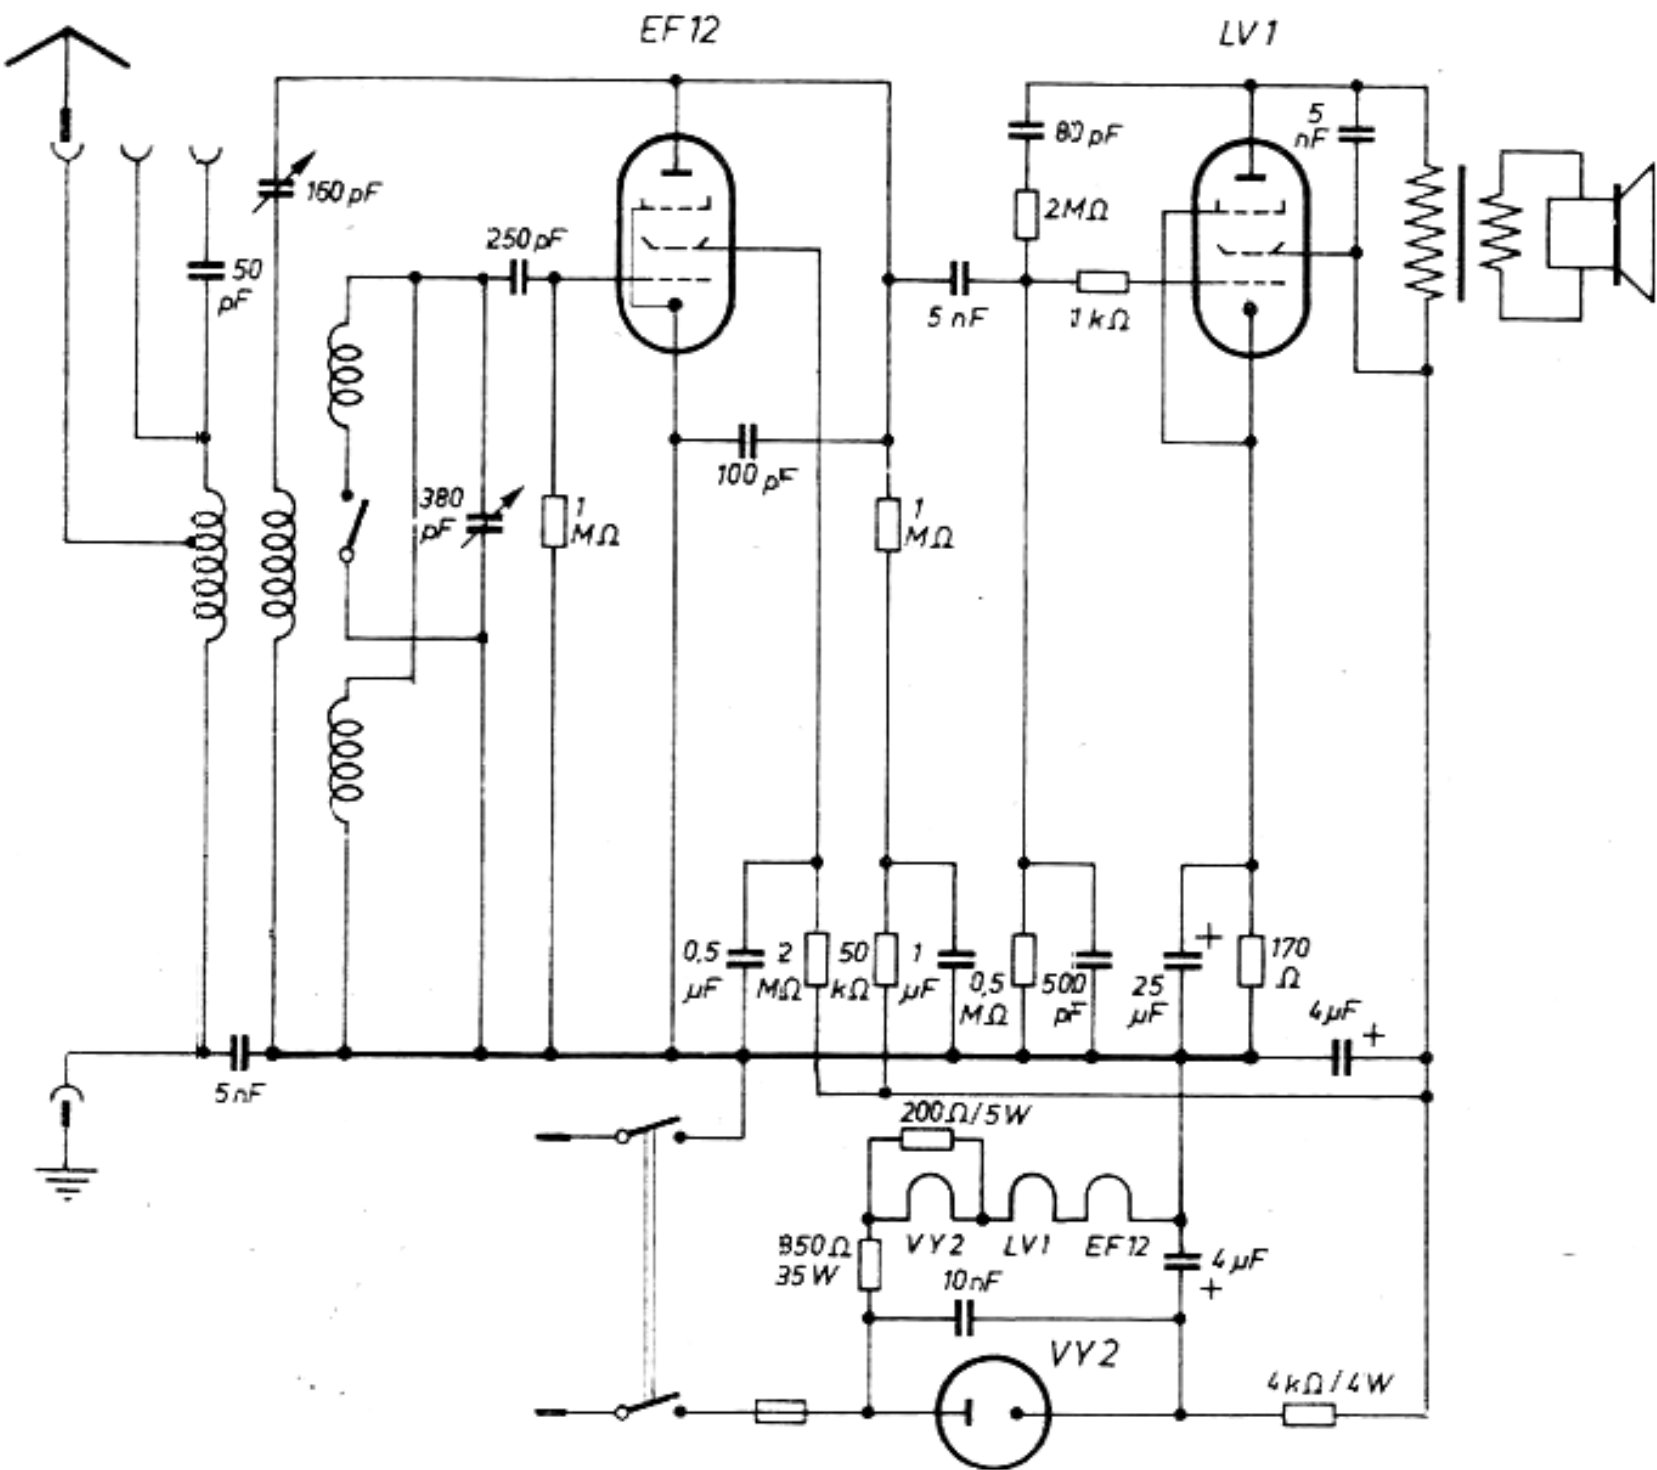 EF12
LV1
160 pF
50
pF
250 pF
80 pF
5
nF
2MΩ
5 nF
1 kΩ
380
pF
1
MΩ
100 pF
1
MΩ
0,5
µF
2
MΩ
50
kΩ
1
µF
0,5
MΩ
500
pF
25
µF
+
170
Ω
4µF
+
5nF
200Ω/5W
VY2
LV1
EF12
850Ω
35W
10nF
4µF
+
VY2
4kΩ/4W